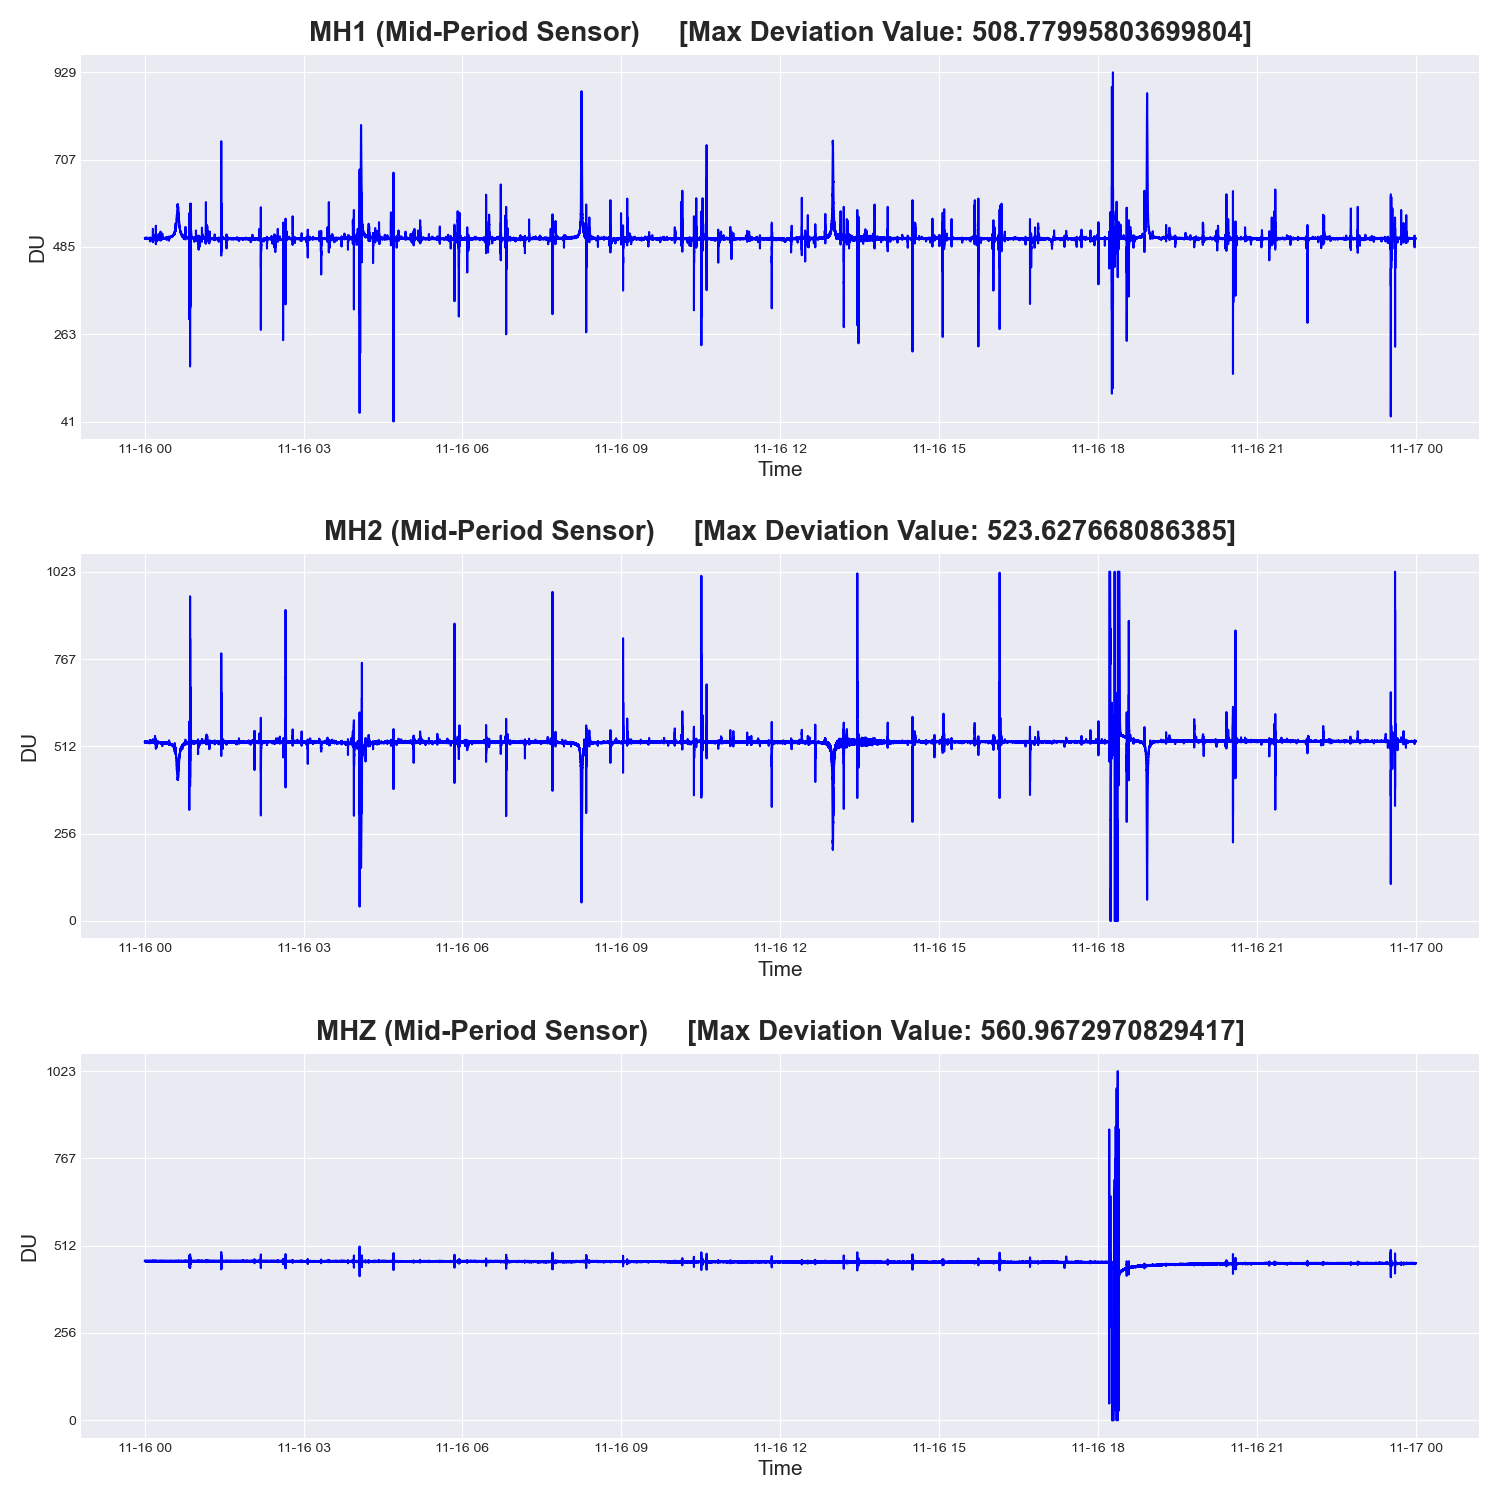 MH1 (Mid-Period Sensor) [Max Deviation Value: 508.77995803699804]
929
707
485
263
41
DU
11-16 00 11-16 03 11-16 06 11-16 09 11-16 12 11-16 15 11-16 18 11-16 21 11-17 00
Time
MH2 (Mid-Period Sensor) [Max Deviation Value: 523.627668086385]
1023
767
512
256
0
DU
11-16 00 11-16 03 11-16 06 11-16 09 11-16 12 11-16 15 11-16 18 11-16 21 11-17 00
Time
MHZ (Mid-Period Sensor) [Max Deviation Value: 560.9672970829417]
1023
767
512
256
0
DU
11-16 00 11-16 03 11-16 06 11-16 09 11-16 12 11-16 15 11-16 18 11-16 21 11-17 00
Time